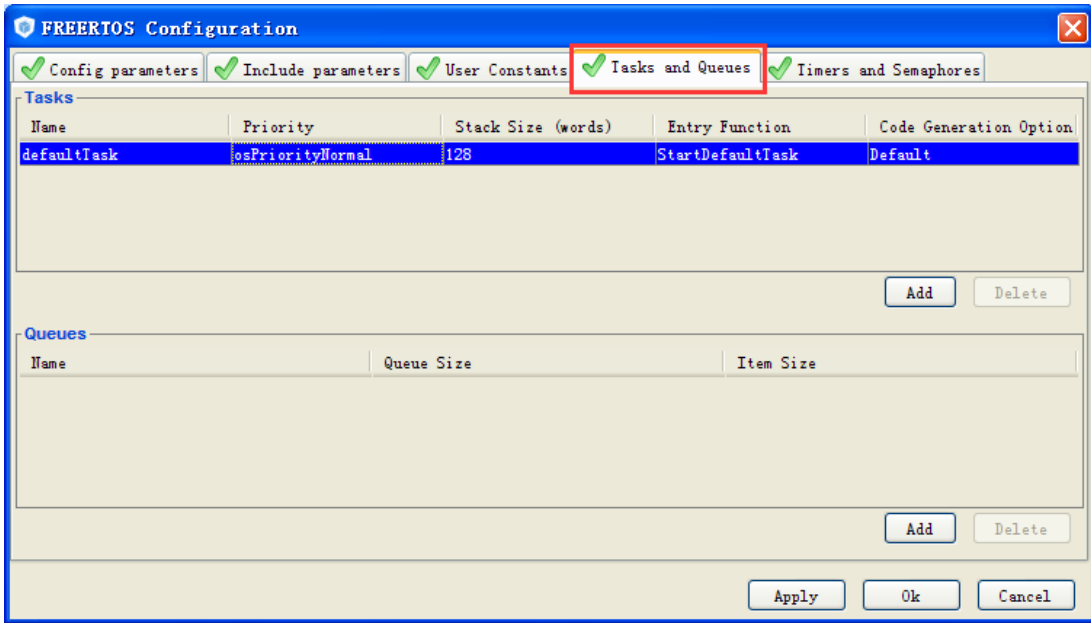 FREERTOS Configuration
Config parameters Include parameters User Constants Tasks and Queues Timers and Semaphores
Tasks
Name Priority Stack Size (words) Entry Function Code Generation Option
defaultTask osPriorityNormal 128 StartDefaultTask Default
Add Delete
Queues
Name Queue Size Item Size
Add Delete
Apply Ok Cancel